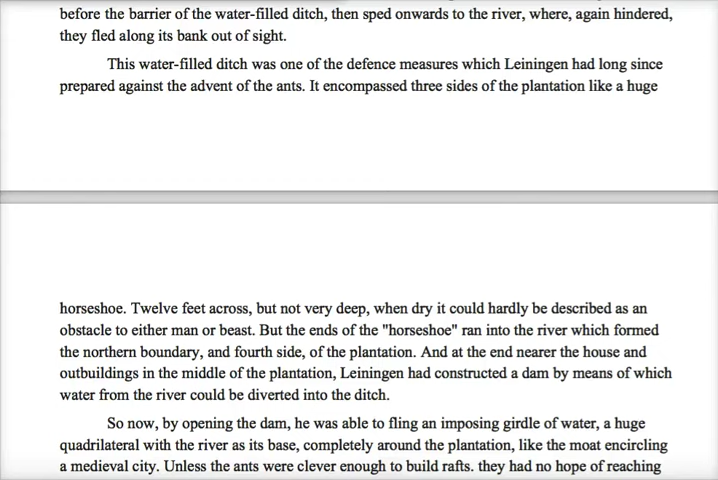 before the barrier of the water-filled ditch, then sped onwards to the river, where, again hindered,
they fled along its bank out of sight.
This water-filled ditch was one of the defence measures which Leiningen had long since
prepared against the advent of the ants. It encompassed three sides of the plantation like a huge
horseshoe. Twelve feet across, but not very deep, when dry it could hardly be described as an
obstacle to either man or beast. But the ends of the "horseshoe" ran into the river which formed
the northern boundary, and fourth side, of the plantation. And at the end nearer the house and
outbuildings in the middle of the plantation, Leiningen had constructed a dam by means of which
water from the river could be diverted into the ditch.
So now, by opening the dam, he was able to fling an imposing girdle of water, a huge
quadrilateral with the river as its base, completely around the plantation, like the moat encircling
a medieval city. Unless the ants were clever enough to build rafts. they had no hope of reaching